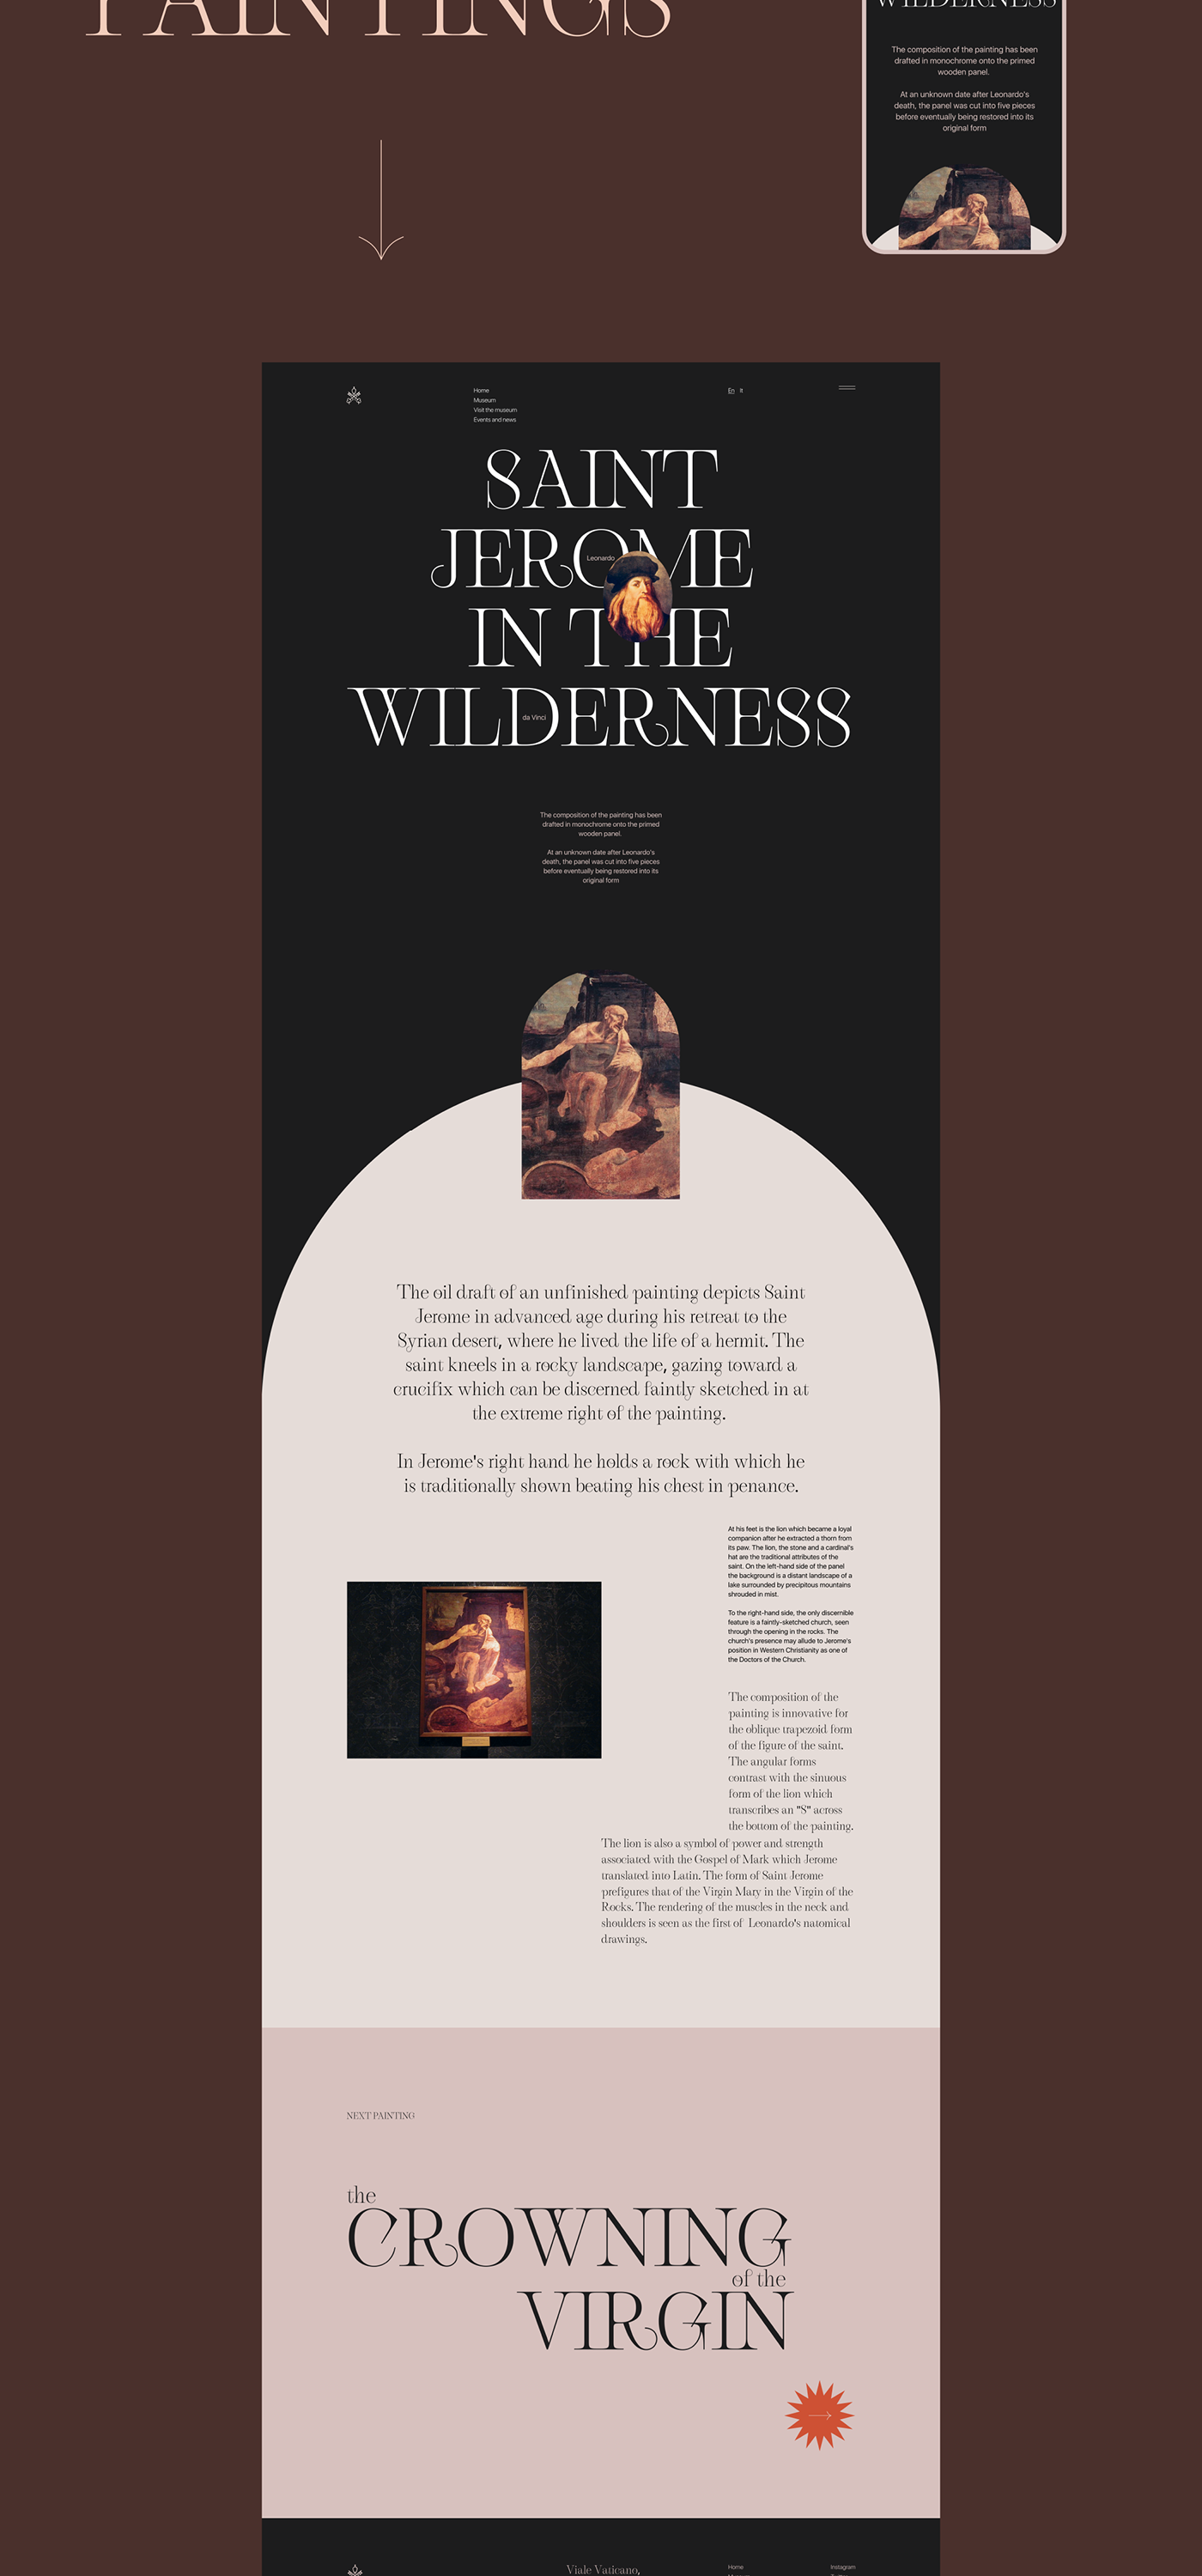 PAINTINGS
WILDERNESS
The composition of the painting has been
drafted in monochrome onto the primed
wooden panel.
At an unknown date after Leonardo's
death, the panel was cut into five pieces
before eventually being restored into its
original form
Home
Museum
Visit the museum
Events and news
En It
SAINT
JEROME
Leonardo
IN THE
WILDERNESS
da Vinci
The composition of the painting has been
drafted in monochrome onto the primed
wooden panel.
At an unknown date after Leonardo's
death, the panel was cut into five pieces
before eventually being restored into its
original form
The oil draft of an unfinished painting depicts Saint
Jerome in advanced age during his retreat to the
Syrian desert, where he lived the life of a hermit. The
saint kneels in a rocky landscape, gazing toward a
crucifix which can be discerned faintly sketched in at
the extreme right of the painting.
In Jerome's right hand he holds a rock with which he
is traditionally shown beating his chest in penance.
At his feet is the lion which became a loyal
companion after he extracted a thorn from
its paw. The lion, the stone and a cardinal's
hat are the traditional attributes of the
saint. On the left-hand side of the panel
the background is a distant landscape of a
lake surrounded by precipitous mountains
shrouded in mist.
To the right-hand side, the only discernible
feature is a faintly-sketched church, seen
through the opening in the rocks. The
church's presence may allude to Jerome's
position in Western Christianity as one of
the Doctors of the Church.
The composition of the
painting is innovative for
the oblique trapezoid form
of the figure of the saint.
The angular forms
contrast with the sinuous
form of the lion which
transcribes an "S" across
the bottom of the painting.
The lion is also a symbol of power and strength
associated with the Gospel of Mark which Jerome
translated into Latin. The form of Saint Jerome
prefigures that of the Virgin Mary in the Virgin of the
Rocks. The rendering of the muscles in the neck and
shoulders is seen as the first of Leonardo's natomical
drawings.
NEXT PAINTING
the
CROWNING
of the
VIRGIN
Viale Vaticano,
Home
Instagram